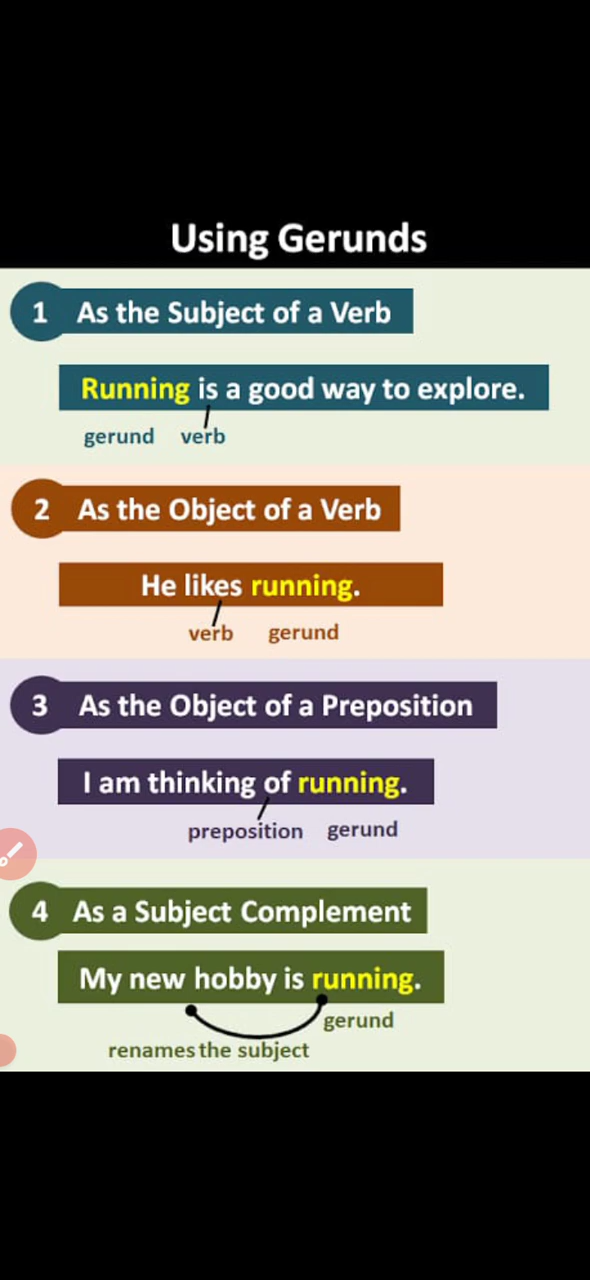 Using Gerunds
1 As the Subject of a Verb
Running is a good way to explore.
gerund verb
2 As the Object of a Verb
He likes running.
verb gerund
3 As the Object of a Preposition
I am thinking of running.
preposition gerund
4 As a Subject Complement
My new hobby is running.
gerund
renames the subject